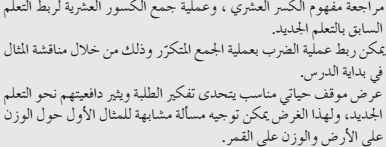 مراجعة مفهوم الكسر العشري ، وعملية جمع الكسور العشرية لربط التعلم
السابق بالتعلم الجديد.
يمكن ربط عملية الضرب بعملية الجمع المتكرّر وذلك من خلال مناقشة المثال
في بداية الدرس.
عرض موقف حياتي مناسب يتحدى تفكير الطلبة ويثير دافعيتهم نحو التعلم
الجديد، ولهذا الغرض يمكن توجيه مسألة مشابهة للمثال الأول حول الوزن
على الأرض والوزن على القمر.